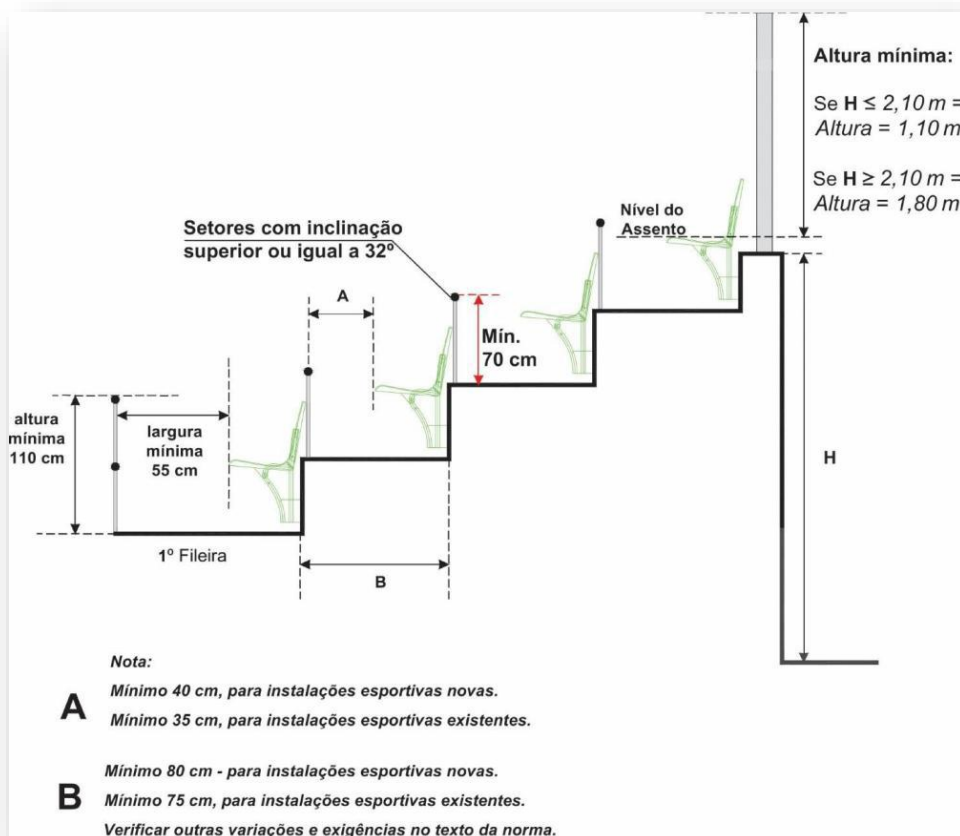 Altura mínima:
Se H ≤ 2,10 m =
Altura = 1,10 m
Se H ≥ 2,10 m =
Altura = 1,80 m
Nível do
Assento
Setores com inclinação
superior ou igual a 32º
A
Mín.
70 cm
altura
mínima
110 cm
largura
mínima
55 cm
H
1º Fileira
B
Nota:
A
Mínimo 40 cm, para instalações esportivas novas.
Mínimo 35 cm, para instalações esportivas existentes.
B
Mínimo 80 cm - para instalações esportivas novas.
Mínimo 75 cm, para instalações esportivas existentes.
Verificar outras variações e exigências no texto da norma.